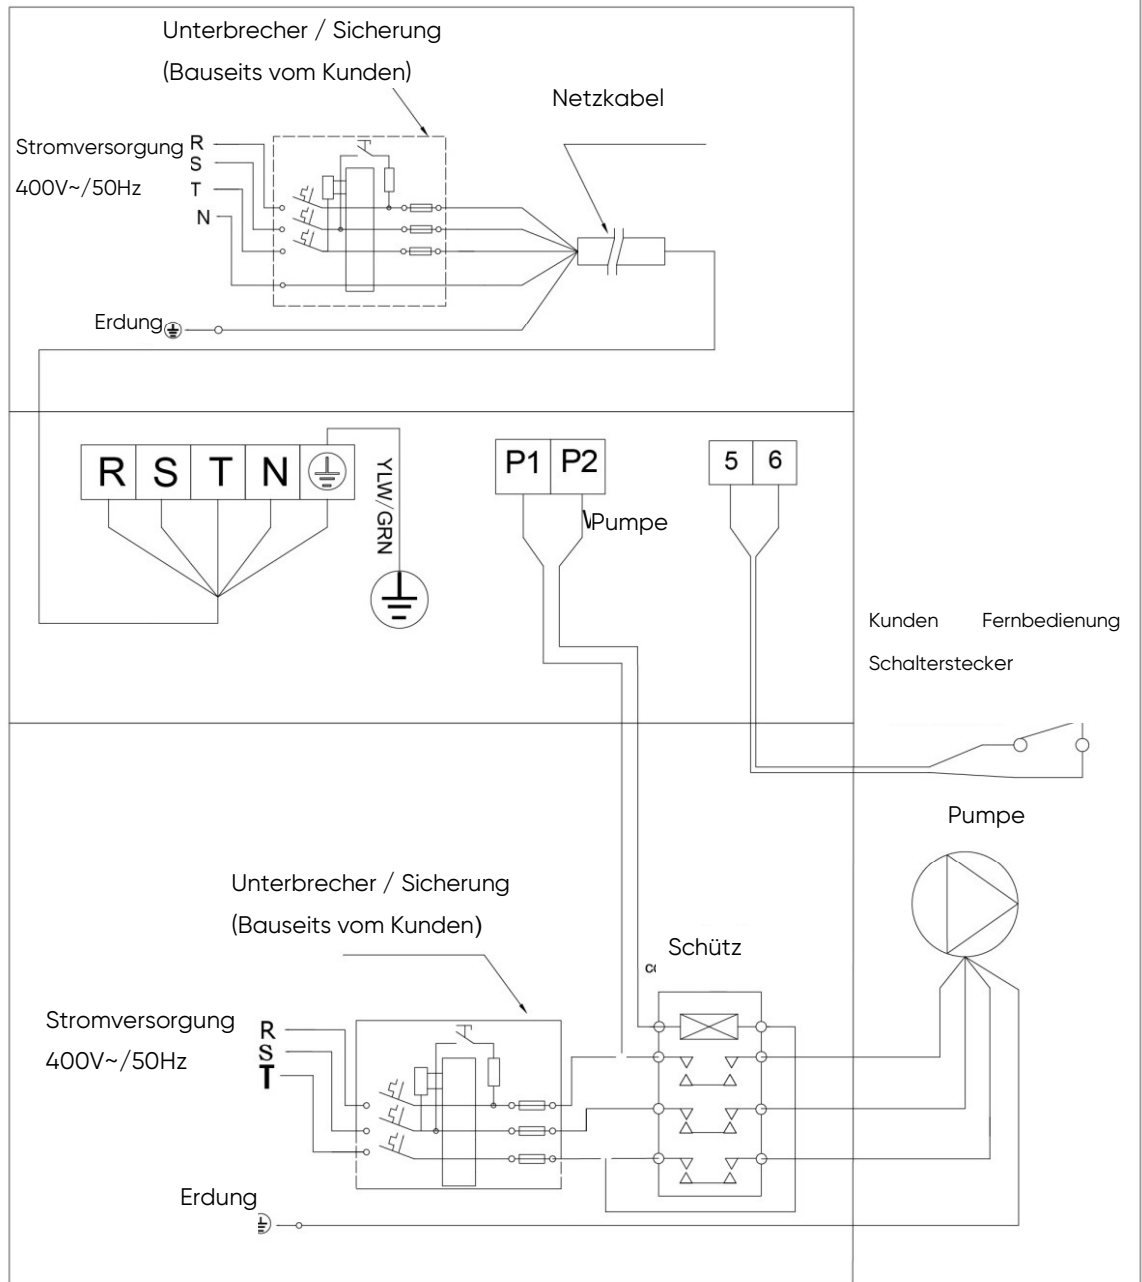 Unterbrecher / Sicherung
(Bauseits vom Kunden)
Netzkabel
Stromversorgung
400V~/50Hz
R
S
T
N
Erdung
R S T N
YLW/GRN
P1 P2
Pumpe
5 6
Kunden Fernbedienung
Schalterstecker
Pumpe
Unterbrecher / Sicherung
(Bauseits vom Kunden)
Schütz
Stromversorgung
400V~/50Hz
R
S
T
Erdung